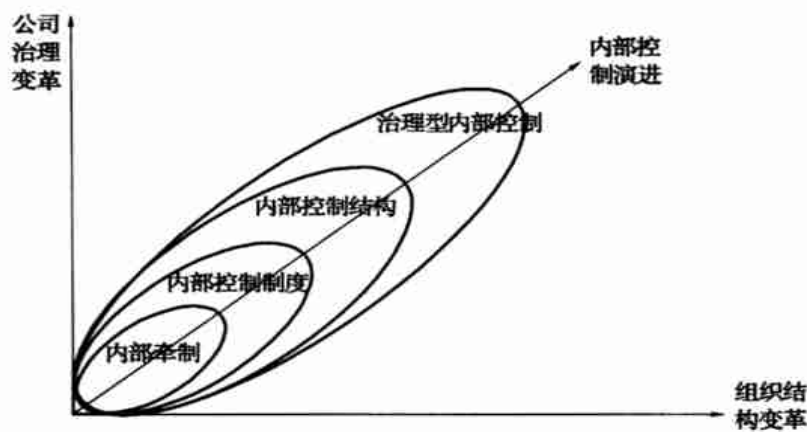 公司
治理
变革
内部控
制演进
治理型内部控制
内部控制结构
内部控制制度
内部牵制
组织结
构变革